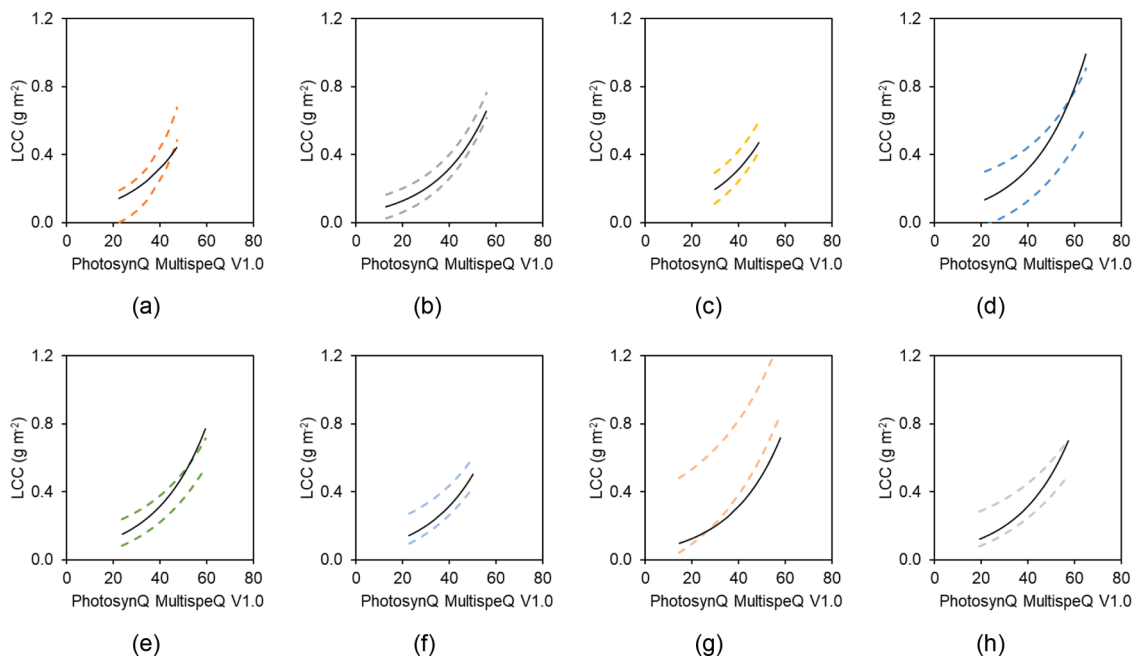 1.2 1.2 1.2 1.2
0.8 0.8 0.8 0.8
LCC (g m⁻²) LCC (g m⁻²) LCC (g m⁻²) LCC (g m⁻²)
0.4 0.4 0.4 0.4
0.0 0.0 0.0 0.0
0 20 40 60 80 0 20 40 60 80 0 20 40 60 80 0 20 40 60 80
PhotosynQ MultispeQ V1.0 PhotosynQ MultispeQ V1.0 PhotosynQ MultispeQ V1.0 PhotosynQ MultispeQ V1.0
(a) (b) (c) (d)
1.2 1.2 1.2 1.2
0.8 0.8 0.8 0.8
LCC (g m⁻²) LCC (g m⁻²) LCC (g m⁻²) LCC (g m⁻²)
0.4 0.4 0.4 0.4
0.0 0.0 0.0 0.0
0 20 40 60 80 0 20 40 60 80 0 20 40 60 80 0 20 40 60 80
PhotosynQ MultispeQ V1.0 PhotosynQ MultispeQ V1.0 PhotosynQ MultispeQ V1.0 PhotosynQ MultispeQ V1.0
(e) (f) (g) (h)